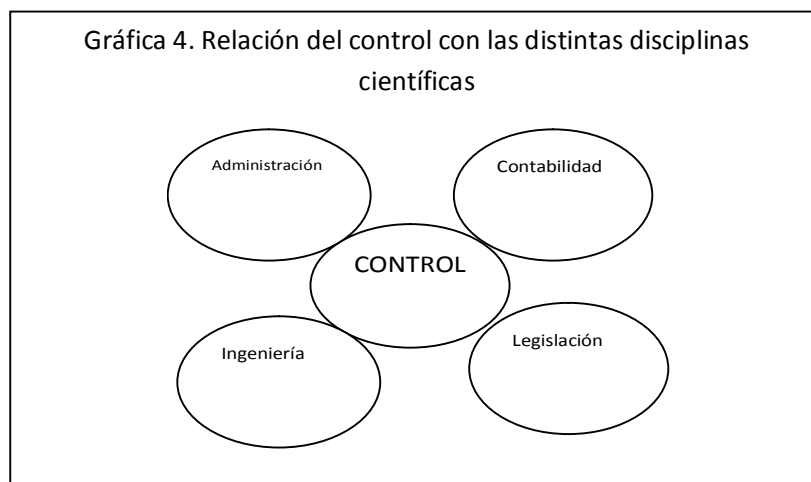 Gráfica 4. Relación del control con las distintas disciplinas
científicas
Administración
Contabilidad
CONTROL
Ingeniería
Legislación